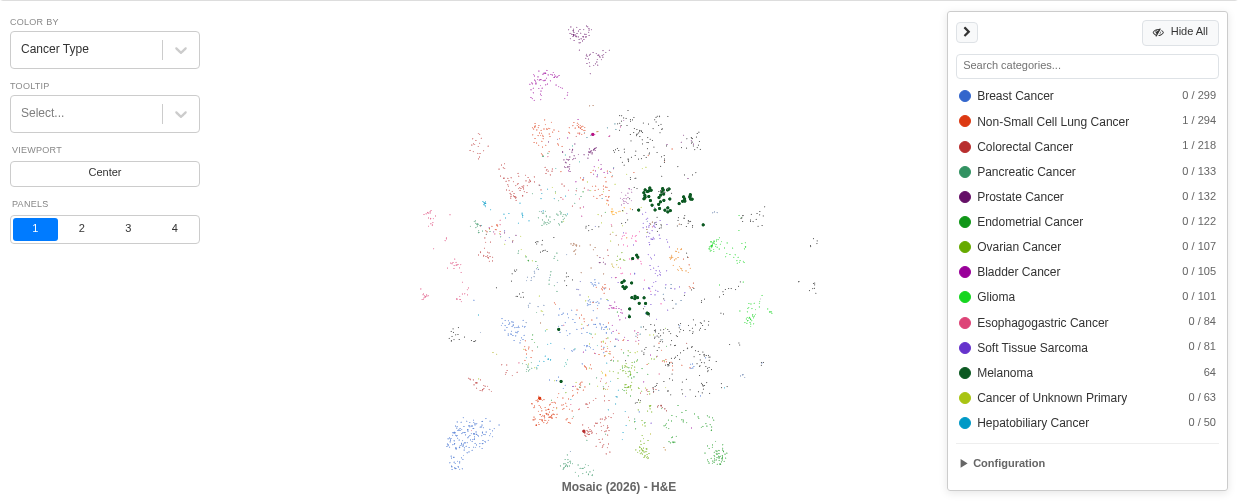 COLOR BY
Cancer Type
TOOLTIP
Select...
VIEWPORT
Center
PANELS
1 2 3 4
Mosaic (2026) - H&E
Hide All
Search categories...
Breast Cancer 0 / 299
Non-Small Cell Lung Cancer 1 / 294
Colorectal Cancer 1 / 218
Pancreatic Cancer 0 / 133
Prostate Cancer 0 / 132
Endometrial Cancer 0 / 122
Ovarian Cancer 0 / 107
Bladder Cancer 0 / 105
Glioma 0 / 101
Esophagogastric Cancer 0 / 84
Soft Tissue Sarcoma 0 / 81
Melanoma 64
Cancer of Unknown Primary 0 / 63
Hepatobiliary Cancer 0 / 50
Configuration